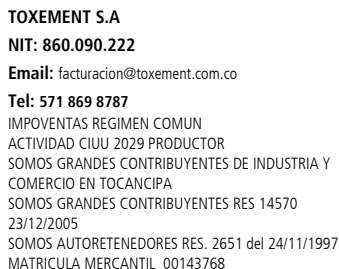 TOXEMENT S.A
NIT: 860.090.222
Email: facturacion@toxement.com.co
Tel: 571 869 8787
IMPOVENTAS REGIMEN COMUN
ACTIVIDAD CIUU 2029 PRODUCTOR
SOMOS GRANDES CONTRIBUYENTES DE INDUSTRIA Y
COMERCIO EN TOCANCIPA
SOMOS GRANDES CONTRIBUYENTES RES 14570
23/12/2005
SOMOS AUTORETENEDORES RES. 2651 del 24/11/1997
MATRICULA MERCANTIL 00143768